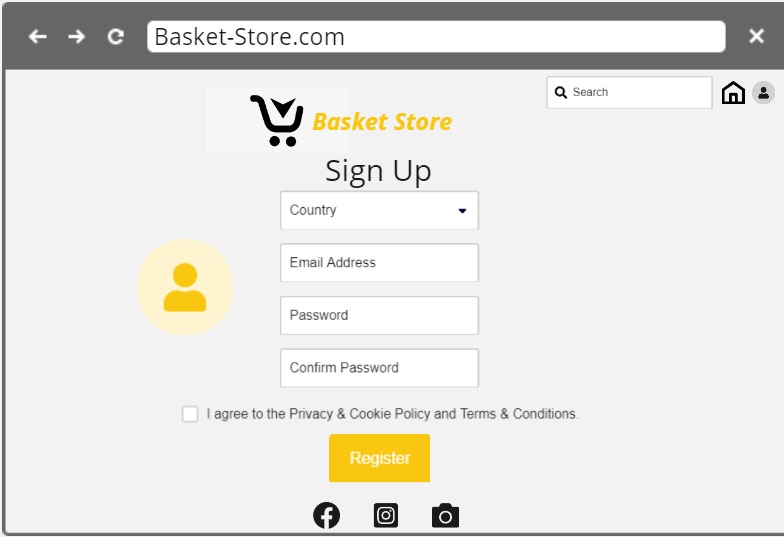 Basket-Store.com
Search
Basket Store
Sign Up
Country
Email Address
Password
Confirm Password
I agree to the Privacy & Cookie Policy and Terms & Conditions.
Register